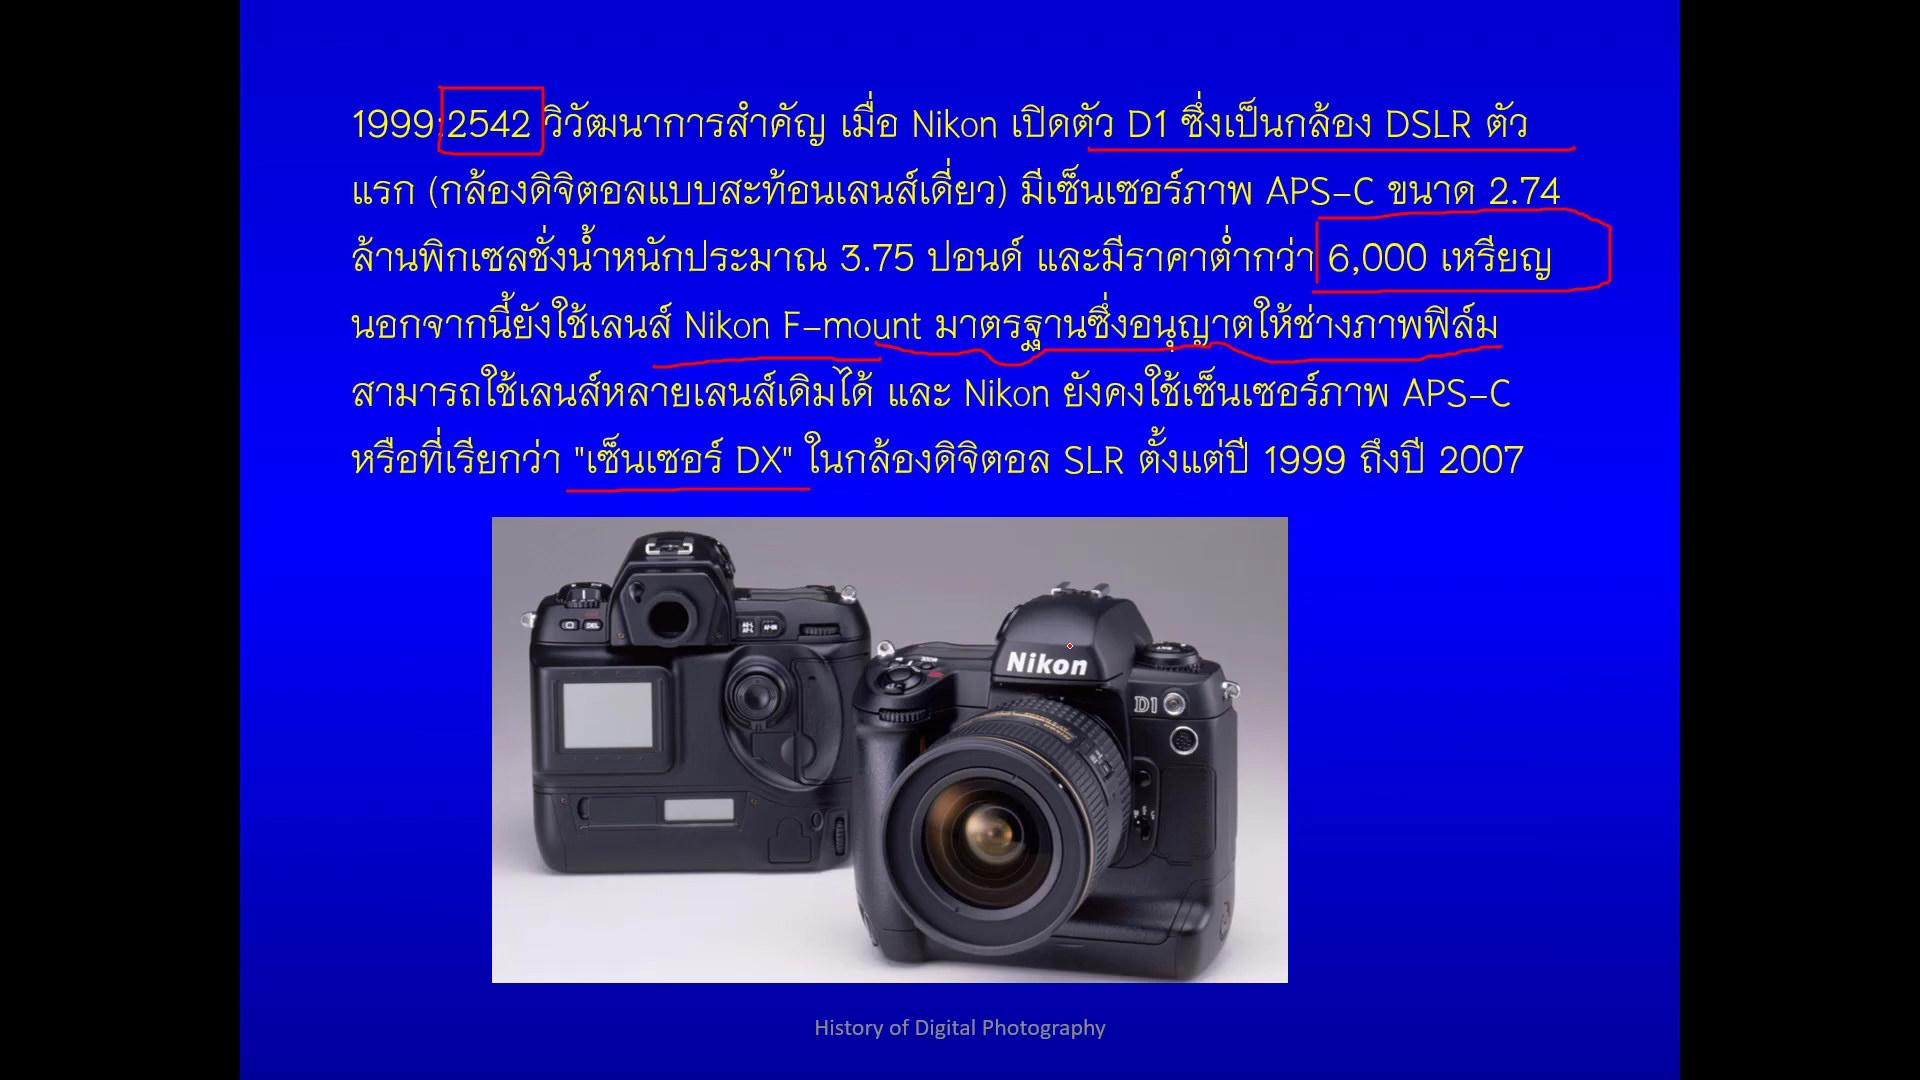 1999:2542 วิวัฒนาการสำคัญ เมื่อ Nikon เปิดตัว D1 ซึ่งเป็นกล้อง DSLR ตัว
แรก (กล้องดิจิตอลแบบสะท้อนเลนส์เดี่ยว) มีเซ็นเซอร์ภาพ APS-C ขนาด 2.74
ล้านพิกเซลชั่งน้ำหนักประมาณ 3.75 ปอนด์ และมีราคาต่ำกว่า 6,000 เหรียญ
นอกจากนี้ยังใช้เลนส์ Nikon F-mount มาตรฐานซึ่งอนุญาตให้ช่างภาพฟิล์ม
สามารถใช้เลนส์หลายเลนส์เดิมได้ และ Nikon ยังคงใช้เซ็นเซอร์ภาพ APS-C
หรือที่เรียกว่า "เซ็นเซอร์ DX" ในกล้องดิจิตอล SLR ตั้งแต่ปี 1999 ถึงปี 2007
Nikon
D1
History of Digital Photography